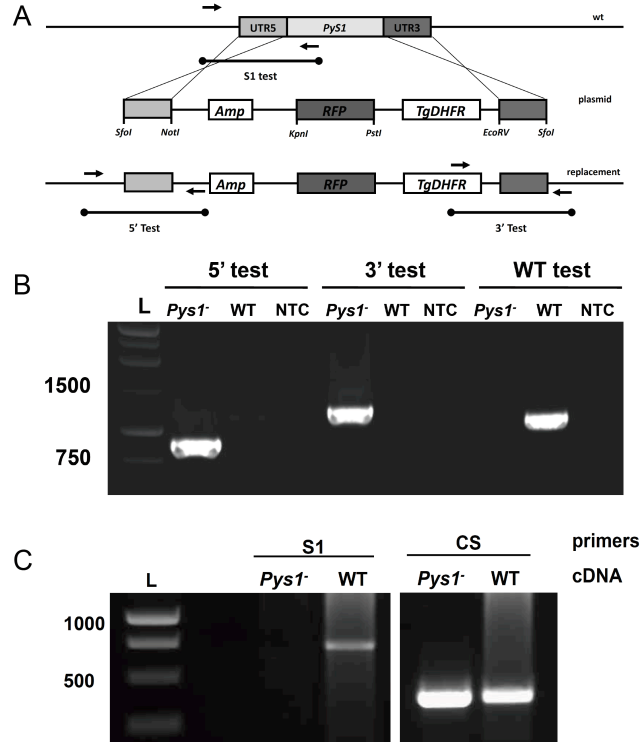 A
UTR5 PyS1 UTR3 wt
S1 test
plasmid
Amp RFP TgDHFR
SfoI NotI KpnI PstI EcoRV SfoI
replacement
Amp RFP TgDHFR
5' Test 3' Test
B
5' test 3' test WT test
L Pys1- WT NTC Pys1- WT NTC Pys1- WT NTC
1500
750
C
S1 CS primers
L Pys1- WT Pys1- WT cDNA
1000
500